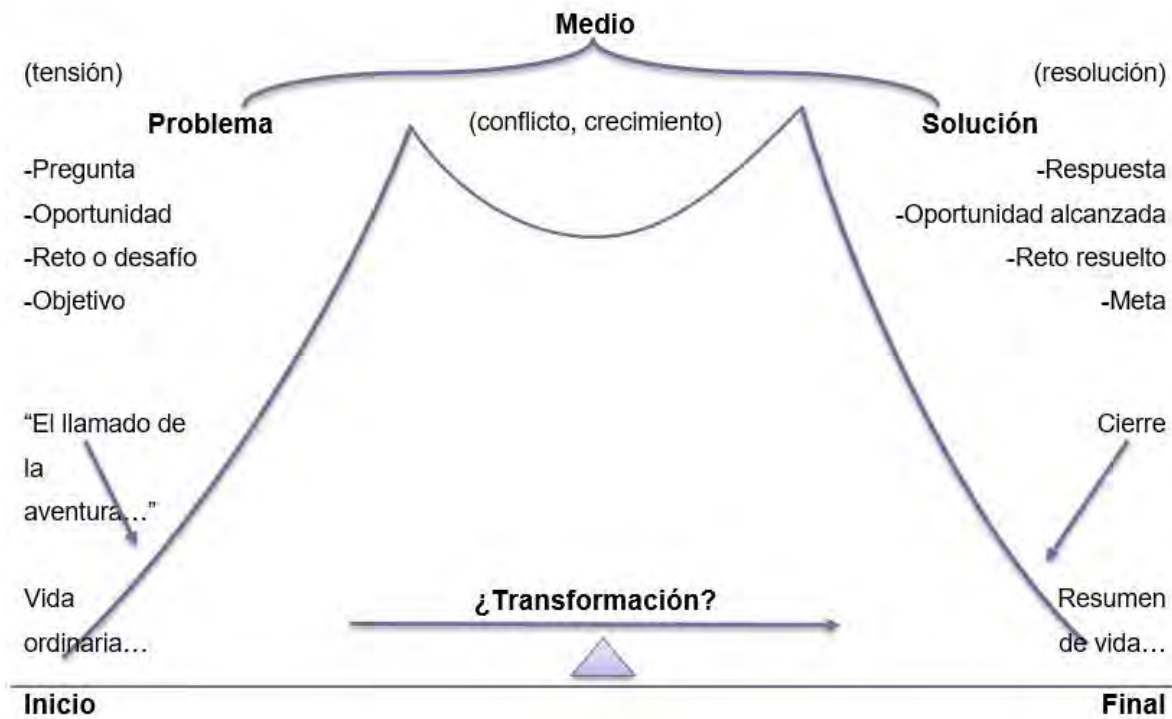 Medio
(tensión)
(resolución)
Problema
(conflicto, crecimiento)
Solución
-Pregunta
-Oportunidad
-Reto o desafío
-Objetivo
-Respuesta
-Oportunidad alcanzada
-Reto resuelto
-Meta
“El llamado de
la
aventura…”
Cierre
Vida
ordinaria…
¿Transformación?
Resumen
de vida…
Inicio
Final